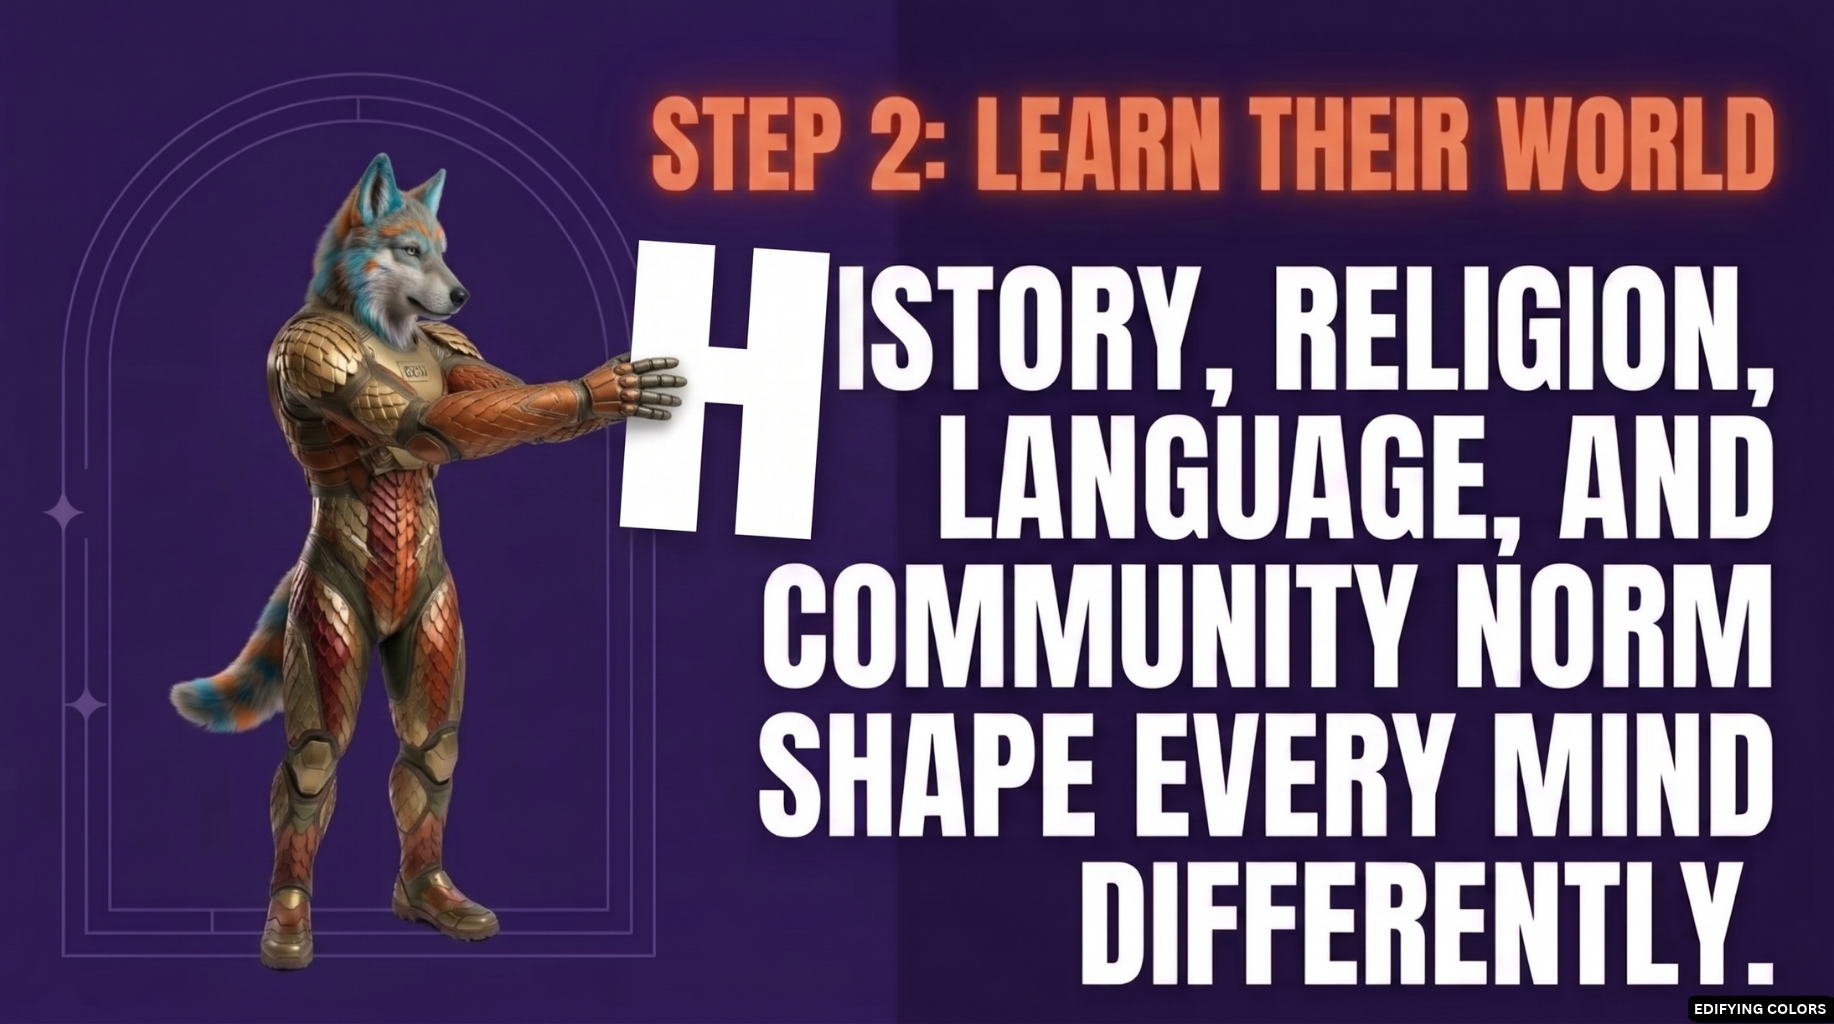 STEP 2: LEARN THEIR WORLD
HISTORY, RELIGION,
LANGUAGE, AND
COMMUNITY NORM
SHAPE EVERY MIND
DIFFERENTLY.
EDIFYING COLORS